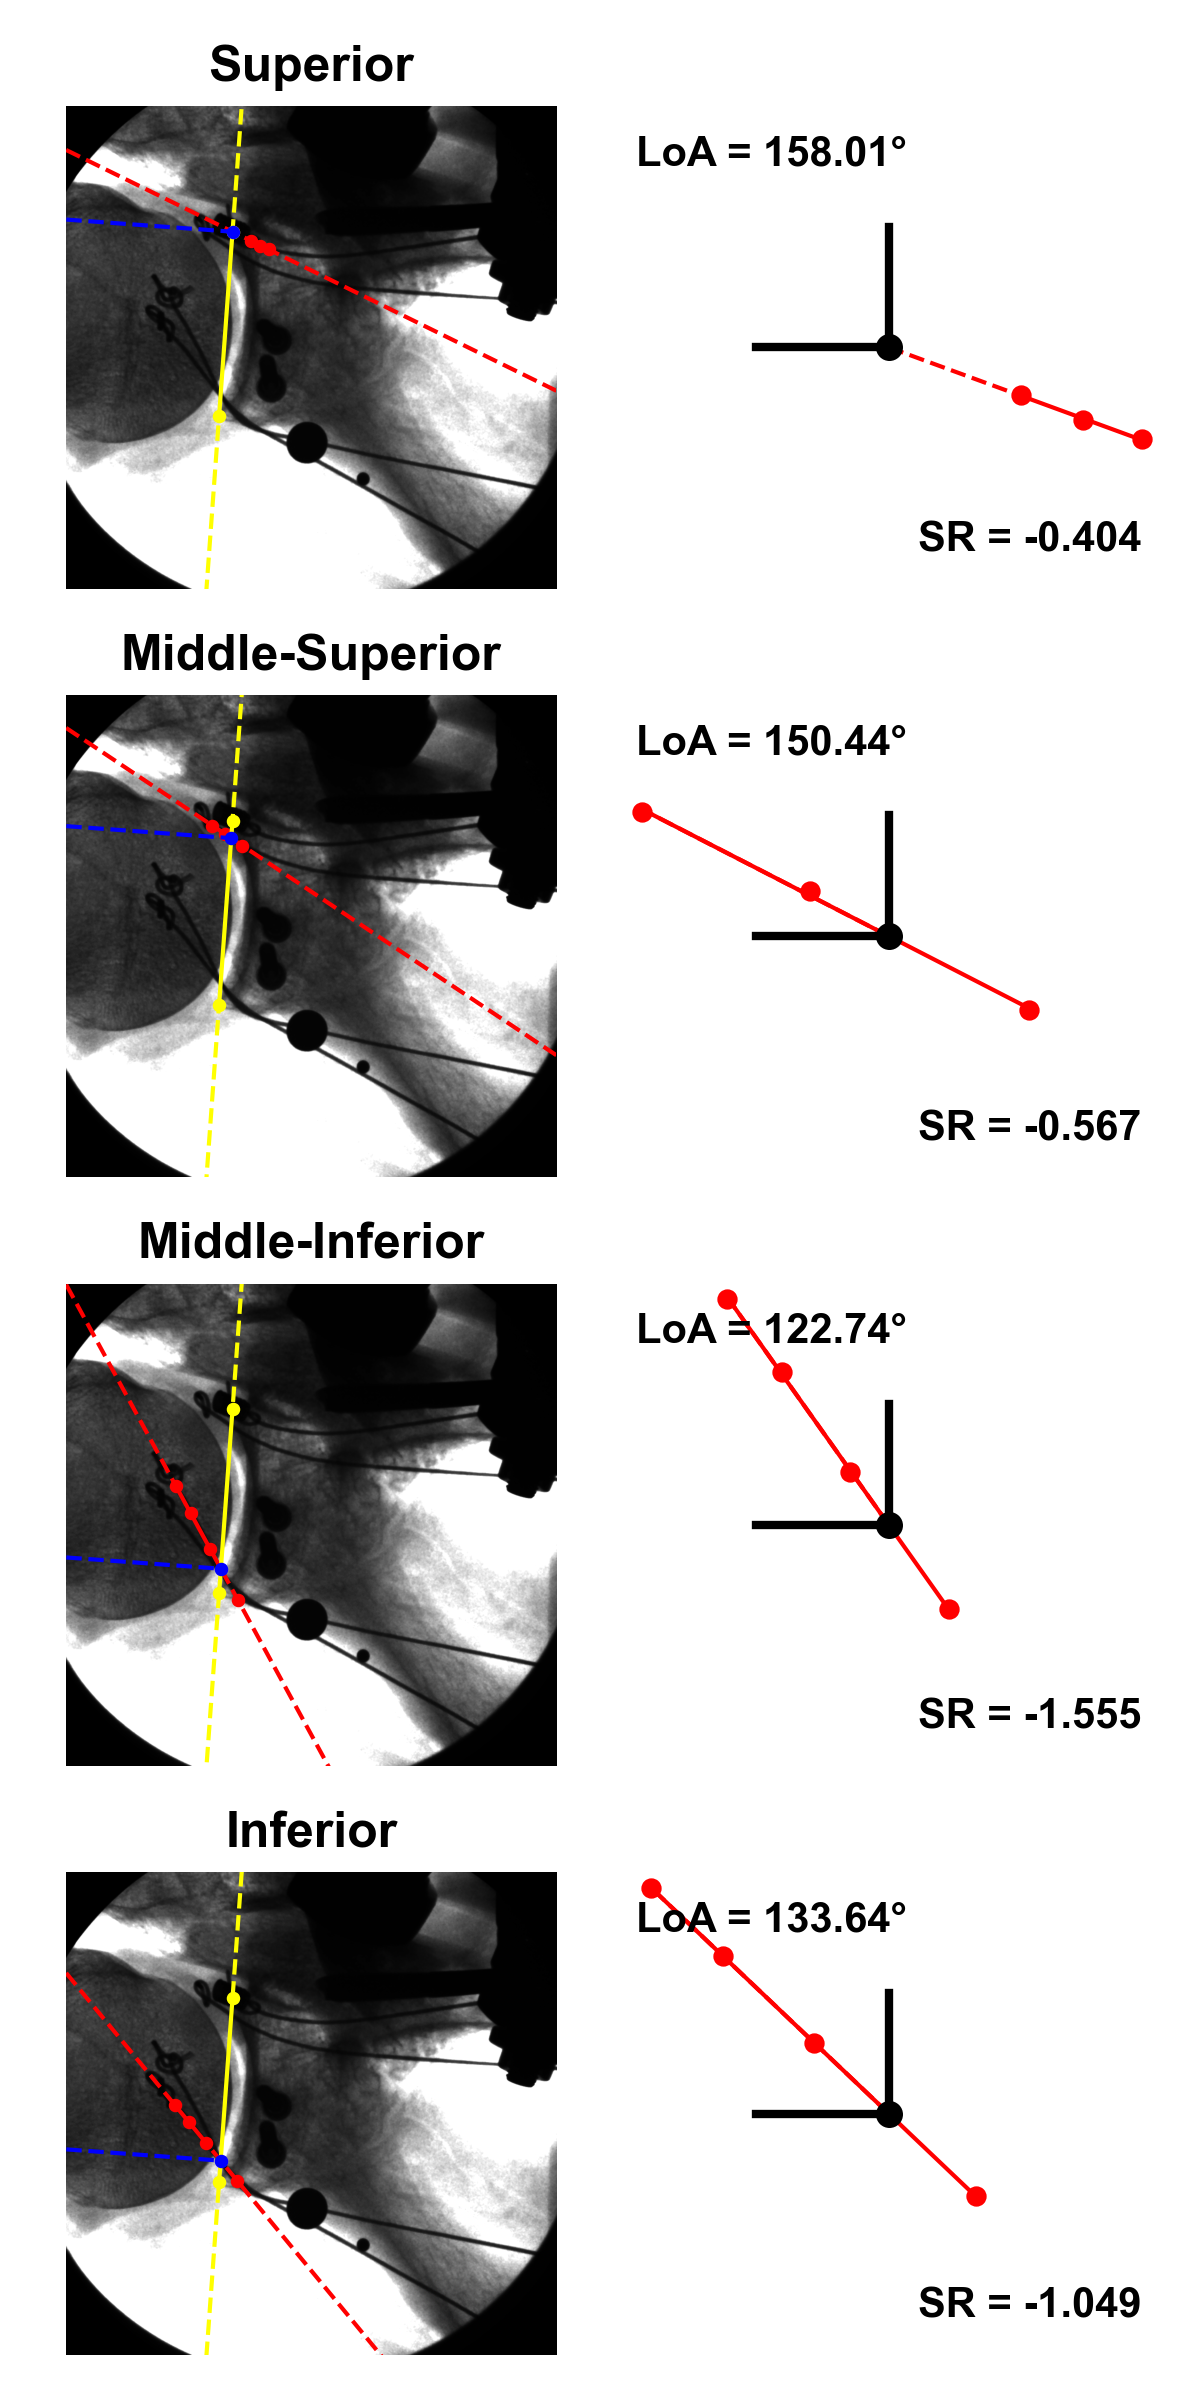 Superior
LoA = 158.01°
SR = -0.404
Middle-Superior
LoA = 150.44°
SR = -0.567
Middle-Inferior
LoA = 122.74°
SR = -1.555
Inferior
LoA = 133.64°
SR = -1.049